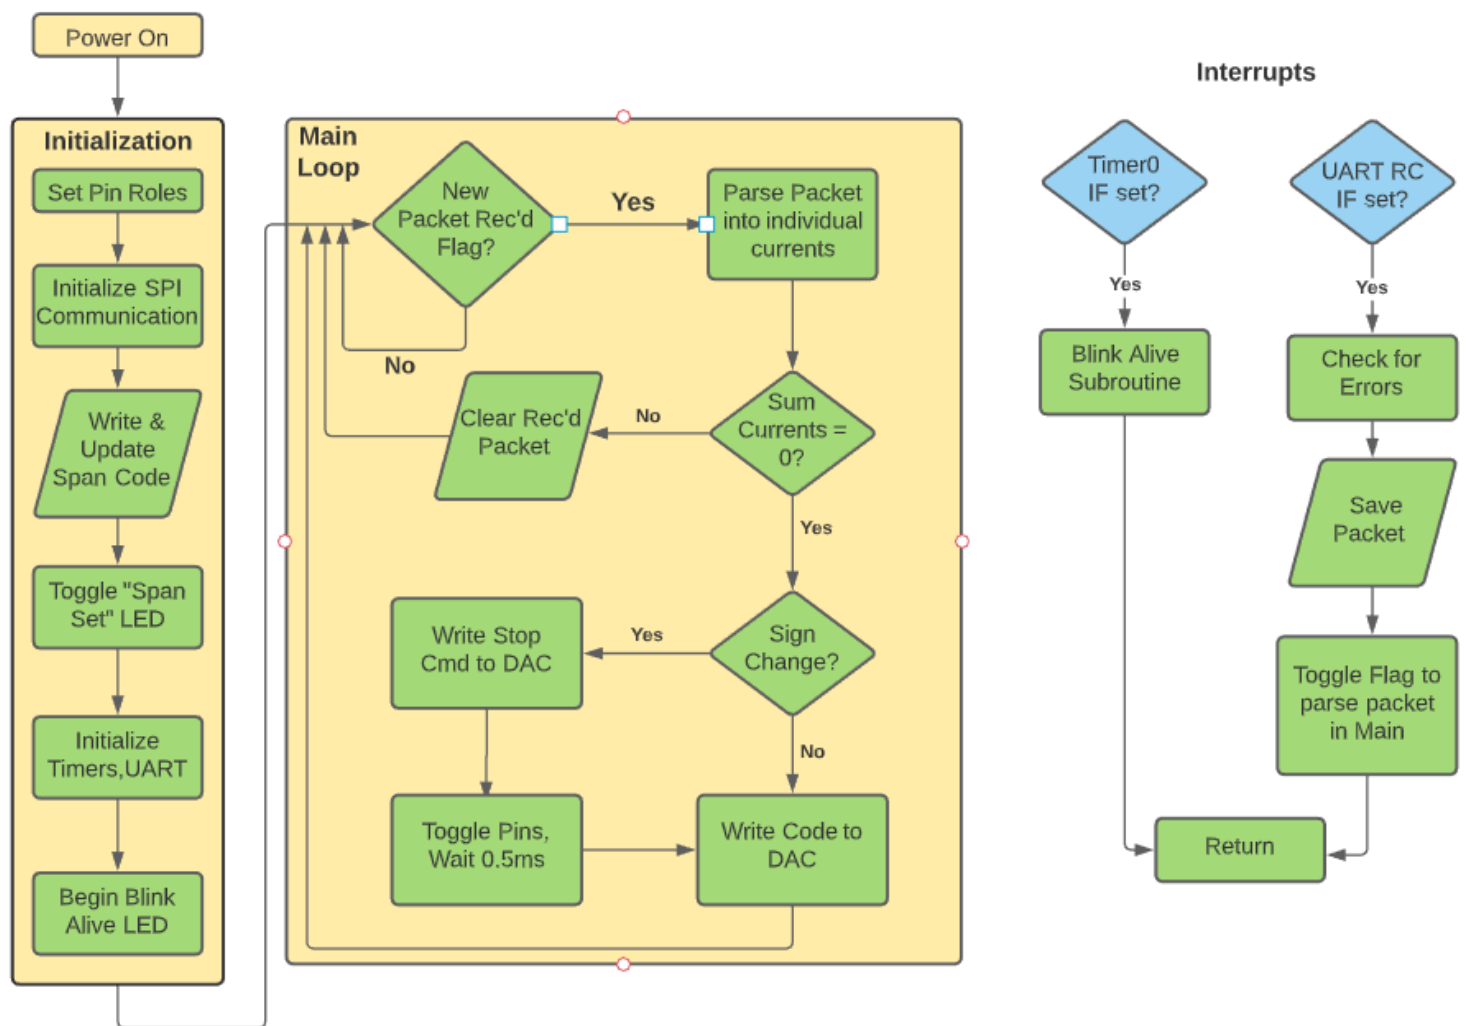 Power On
Initialization
Set Pin Roles
Initialize SPI
Communication
Write &
Update
Span Code
Toggle "Span
Set" LED
Initialize
Timers,UART
Begin Blink
Alive LED
Main
Loop
New
Packet Rec'd
Flag?
Yes
No
Parse Packet
into individual
currents
Sum
Currents =
0?
No
Clear Rec'd
Packet
Yes
Sign
Change?
Yes
Write Stop
Cmd to DAC
Toggle Pins,
Wait 0.5ms
No
Write Code to
DAC
Interrupts
Timer0
IF set?
Yes
Blink Alive
Subroutine
UART RC
IF set?
Yes
Check for
Errors
Save
Packet
Toggle Flag to
parse packet
in Main
Return